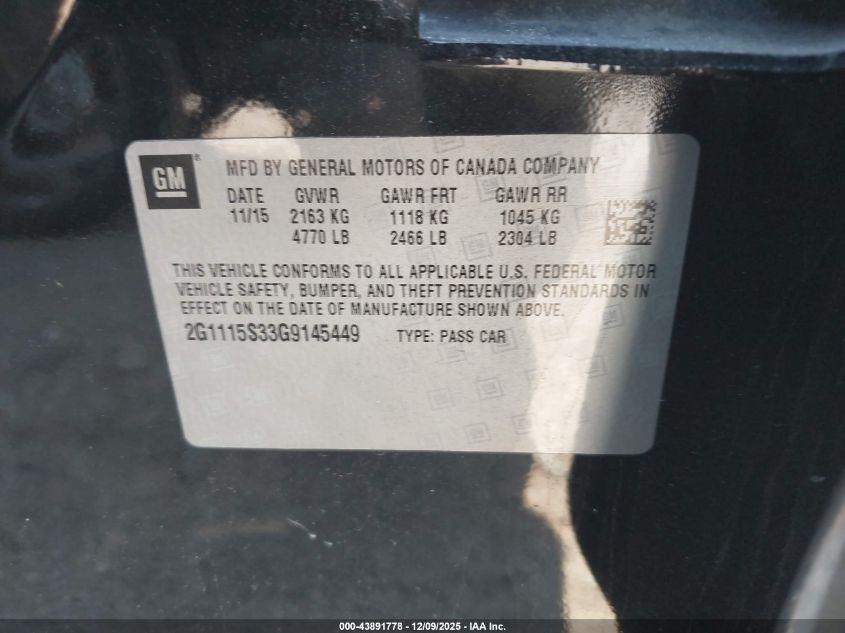 GM ® MFD BY GENERAL MOTORS OF CANADA COMPANY
DATE GVWR GAWR FRT GAWR RR
11/15 2163 KG 1118 KG 1045 KG
4770 LB 2466 LB 2304 LB
THIS VEHICLE CONFORMS TO ALL APPLICABLE U.S. FEDERAL MOTOR
VEHICLE SAFETY, BUMPER, AND THEFT PREVENTION STANDARDS IN
EFFECT ON THE DATE OF MANUFACTURE SHOWN ABOVE.
2G1115S33G9145449 TYPE: PASS CAR
000-43891778 - 12/09/2025 - IAA Inc.